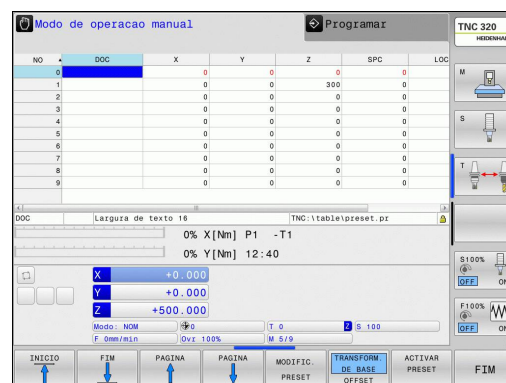 Modo de operacao manual
Programar
TNC 320
HEIDENHAI
NO DOC X Y Z SPC LOC
0 0 0 0 0
1 0 0 300 0
2 0 0 0 0
3 0 0 0 0
4 0 0 0 0
5 0 0 0 0
6 0 0 0 0
7 0 0 0 0
8 0 0 0 0
9 0 0 0 0
DOC Largura de texto 16 TNC:\table\preset.pr
0% X[Nm] P1 -T1
0% Y[Nm] 12:40
X +0.000
Y +0.000
Z +500.000
Modo: NOM 0 T 0 Z S 100
F 0mm/min Ovr 100% M 5/9
M
S
T
S100%
OFF ON
F100%
OFF ON
INICIO
FIM
PAGINA
PAGINA
MODIFIC.
PRESET
TRANSFORM.
DE BASE
OFFSET
ACTIVAR
PRESET
FIM